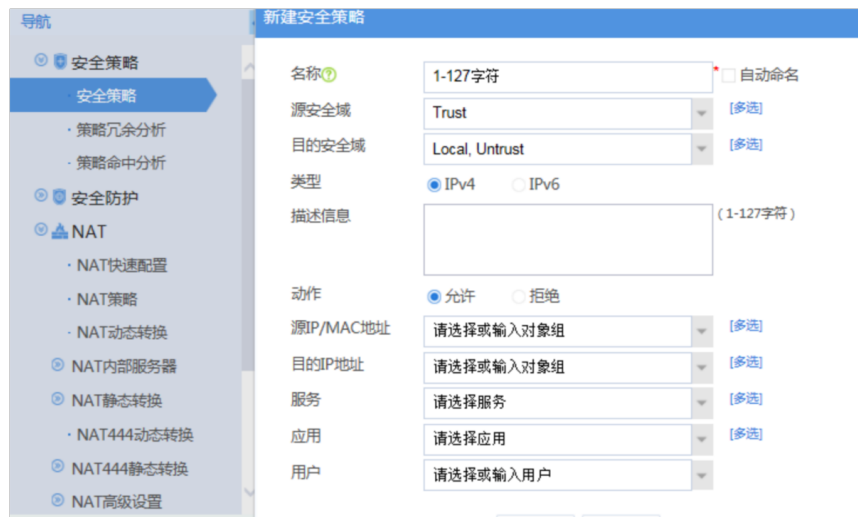 导航
安全策略
安全策略
策略冗余分析
策略命中分析
安全防护
NAT
NAT快速配置
NAT策略
NAT动态转换
NAT内部服务器
NAT静态转换
NAT444动态转换
NAT444静态转换
NAT高级设置
新建安全策略
名称 1-127字符 * 自动命名
源安全域 Trust [多选]
目的安全域 Local, Untrust [多选]
类型 IPv4 IPv6
描述信息 (1-127字符)
动作 允许 拒绝
源IP/MAC地址 请选择或输入对象组 [多选]
目的IP地址 请选择或输入对象组 [多选]
服务 请选择服务 [多选]
应用 请选择应用 [多选]
用户 请选择或输入用户